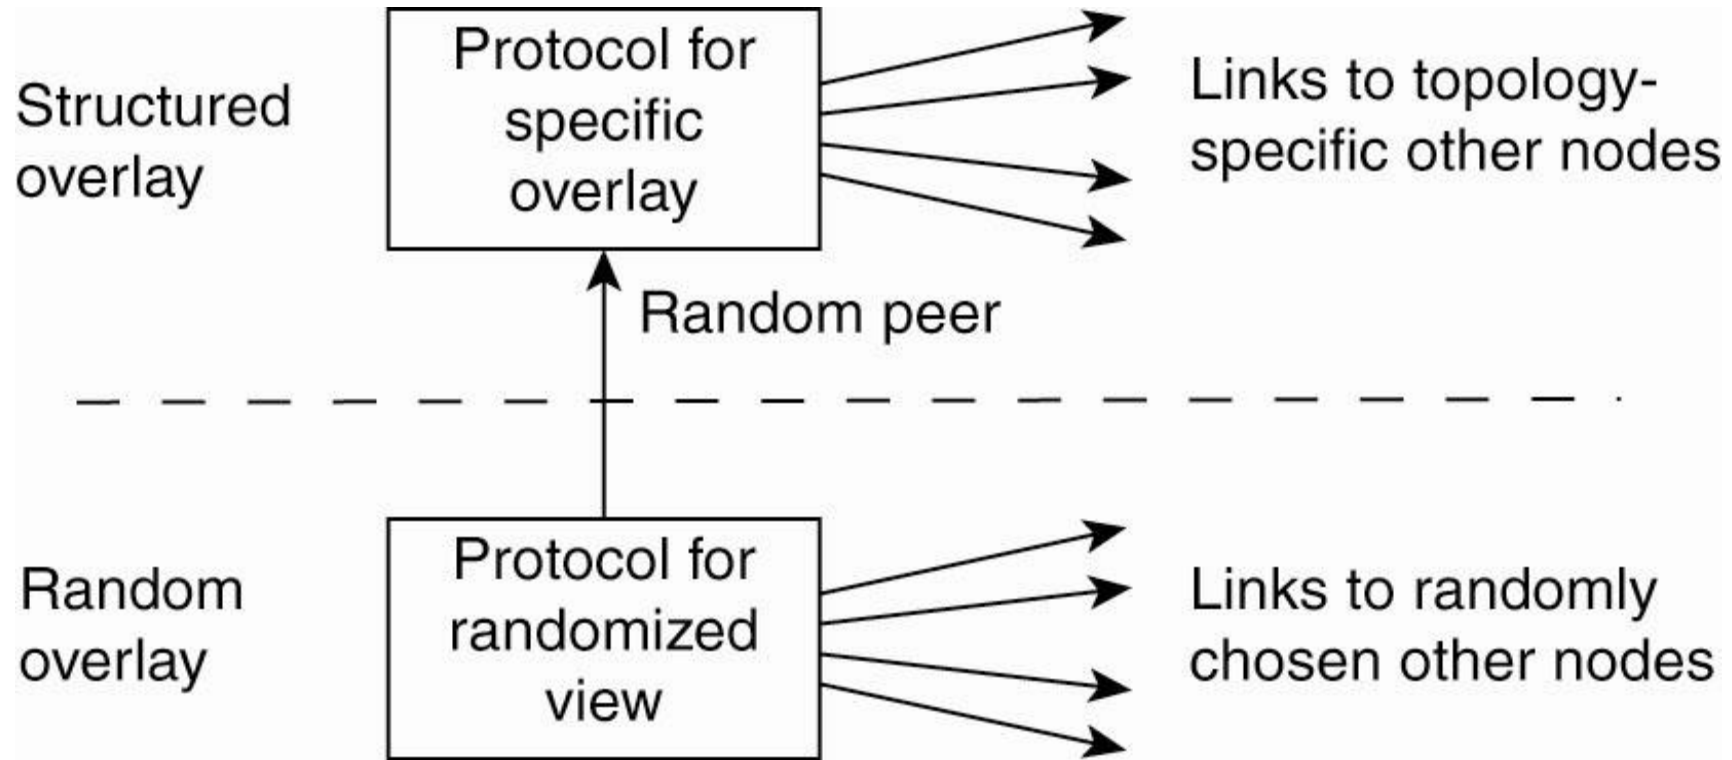 Structured
overlay
Protocol for
specific
overlay
Links to topology-
specific other nodes
Random peer
Random
overlay
Protocol for
randomized
view
Links to randomly
chosen other nodes